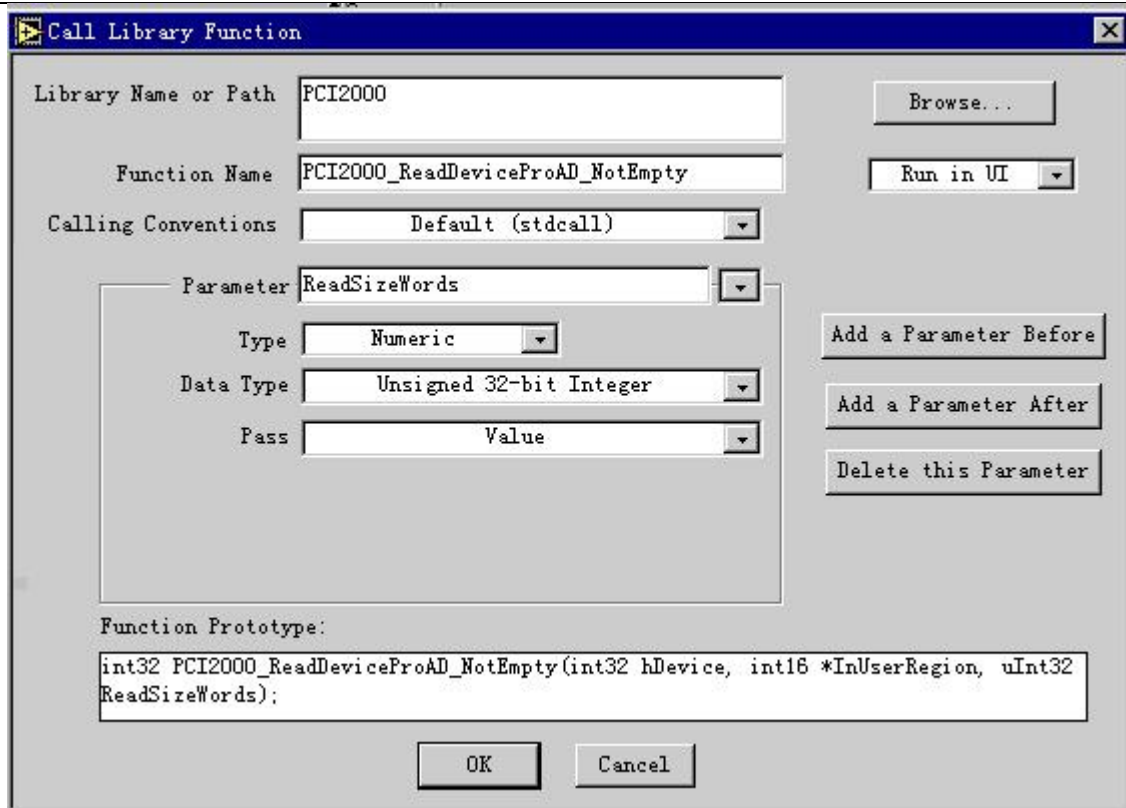 Call Library Function
Library Name or Path PCI2000 Browse...
Function Name PCI2000_ReadDeviceProAD_NotEmpty Run in UI
Calling Conventions Default (stdcall)
Parameter ReadSizeWords
Type Numeric Add a Parameter Before
Data Type Unsigned 32-bit Integer Add a Parameter After
Pass Value Delete this Parameter
Function Prototype:
int32 PCI2000_ReadDeviceProAD_NotEmpty(int32 hDevice, int16 *InUserRegion, uInt32
ReadSizeWords);
OK Cancel